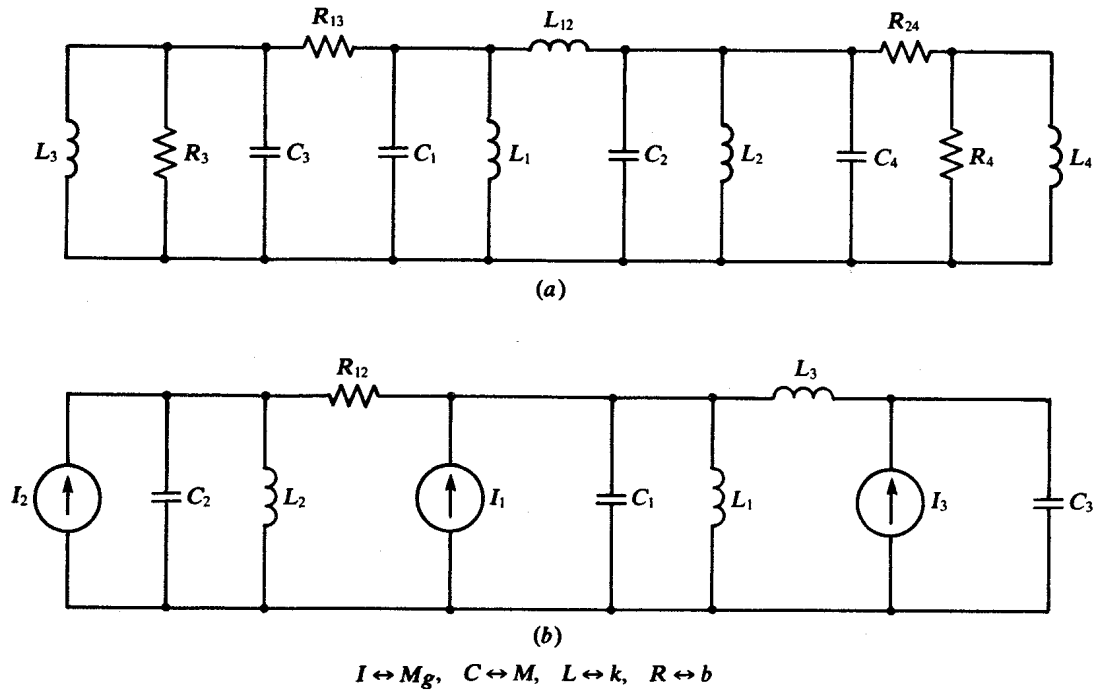 R₁₃ L₁₂ R₂₄
L₃ R₃ C₃ C₁ L₁ C₂ L₂ C₄ R₄ L₄
(a)
R₁₂ L₃
I₂ C₂ L₂ I₁ C₁ L₁ I₃ C₃
(b)
I ↔ Mg, C ↔ M, L ↔ k, R ↔ b